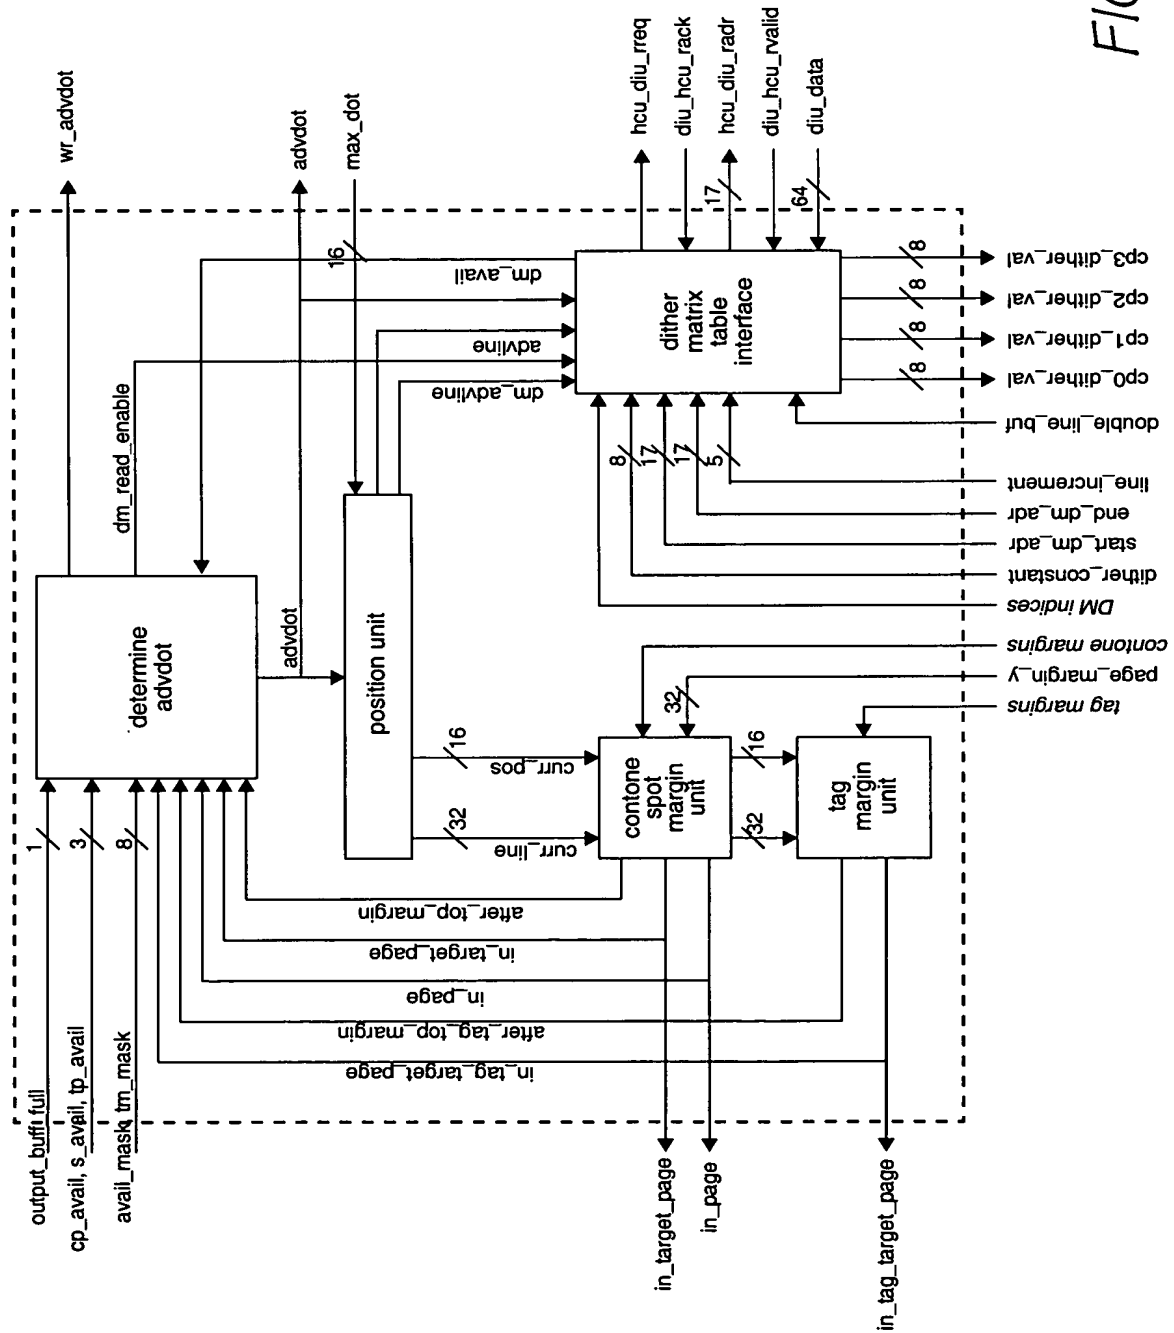 FIG
wr_advdot
advdot
max_dot
hcu_diu_rreq
diu_hcu_rack
hcu_diu_radr
diu_hcu_rvalid
diu_data
16
17
64
dm_avail
advline
dm_advline
dm_read_enable
determine
advdot
advdot
position unit
dither
matrix
table
interface
8
8
8
8
cp3_dither_val
cp2_dither_val
cp1_dither_val
cp0_dither_val
double_line_buf
line_increment
end_dm_adr
start_dm_adr
dither_constant
DM indices
contone margins
page_margin_y
tag margins
8
17
17
5
32
16
curr_pos
32
curr_line
contone
spot
margin
unit
16
32
tag
margin
unit
1
3
8
after_top_margin
in_target_page
in_page
after_tag_top_margin
in_tag_target_page
output_buff_full
cp_avail, s_avail, tp_avail
avail_mask, tm_mask
in_target_page
in_page
in_tag_target_page